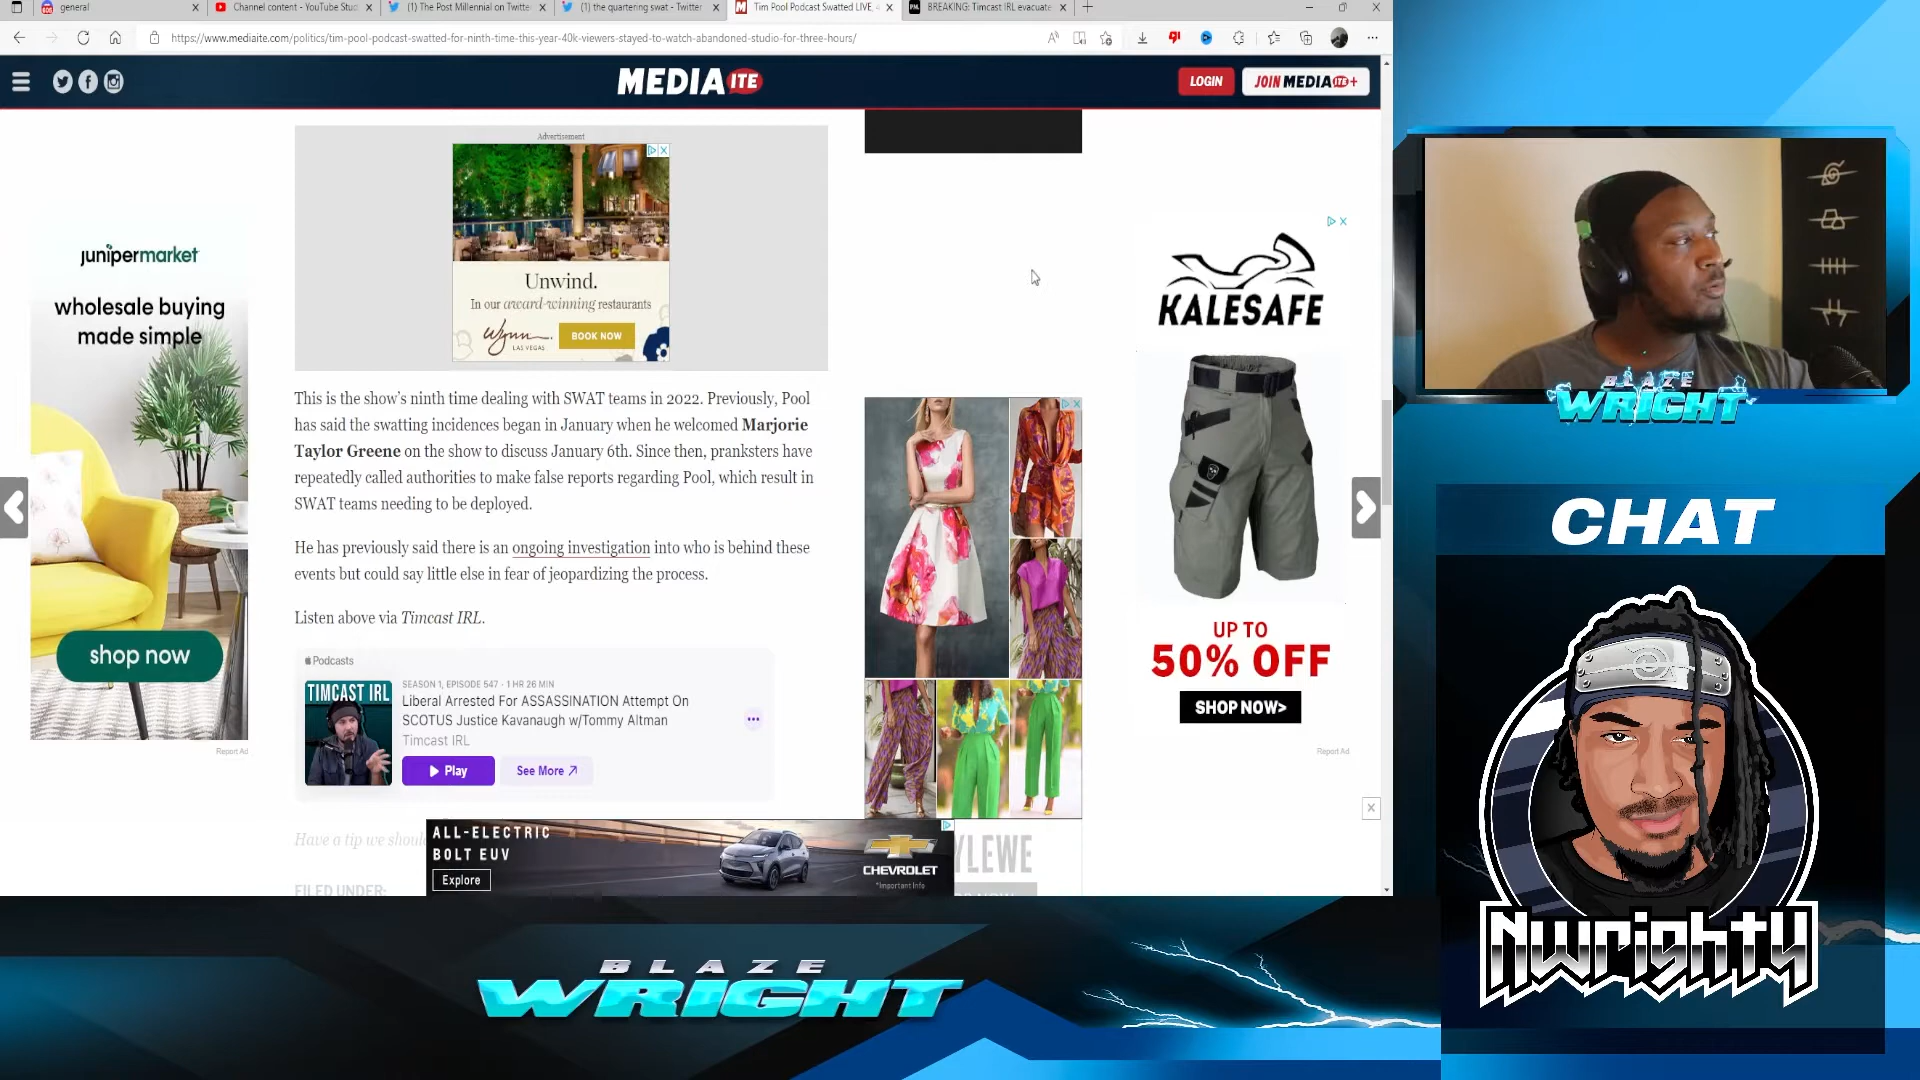 general
Channel content - YouTube Stud
(1) The Post Millennial on Twitte
(1) the quartering swat - Twitter
Tim Pool Podcast Swatted LIVE,
BREAKING: Timcast IRL evacuate
https://www.mediaite.com/politics/tim-pool-podcast-swatted-for-ninth-time-this-year-40k-viewers-stayed-to-watch-abandoned-studio-for-three-hours/
MEDIAITE
LOGIN
JOIN MEDIAITE+
Advertisement
Unwind.
In our award-winning restaurants
Wynn
LAS VEGAS
BOOK NOW
junipermarket
wholesale buying
made simple
shop now
Report Ad
This is the show's ninth time dealing with SWAT teams in 2022. Previously, Pool
has said the swatting incidences began in January when he welcomed Marjorie
Taylor Greene on the show to discuss January 6th. Since then, pranksters have
repeatedly called authorities to make false reports regarding Pool, which result in
SWAT teams needing to be deployed.
He has previously said there is an ongoing investigation into who is behind these
events but could say little else in fear of jeopardizing the process.
Listen above via Timcast IRL.
Podcasts
TIMCAST IRL
SEASON 1, EPISODE 547 · 1 HR 26 MIN
Liberal Arrested For ASSASSINATION Attempt On
SCOTUS Justice Kavanaugh w/Tommy Altman
Timcast IRL
Play
See More
Have a tip we shoul
FILED UNDER:
ALL-ELECTRIC
BOLT EUV
Explore
CHEVROLET
*Important Info
YLEWE
KALESAFE
UP TO
50% OFF
SHOP NOW>
Report Ad
BLAZE
WRIGHT
CHAT
Nwrighty
BLAZE
WRIGHT